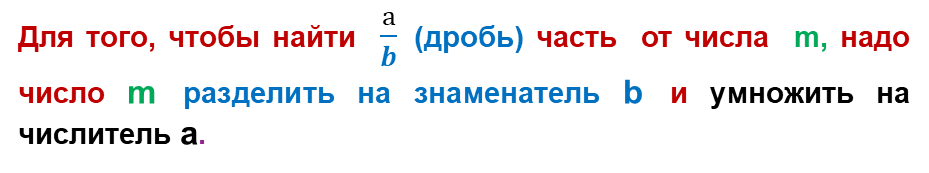 Для того, чтобы найти a/b (дробь) часть от числа m, надо
число m разделить на знаменатель b и умножить на
числитель a.